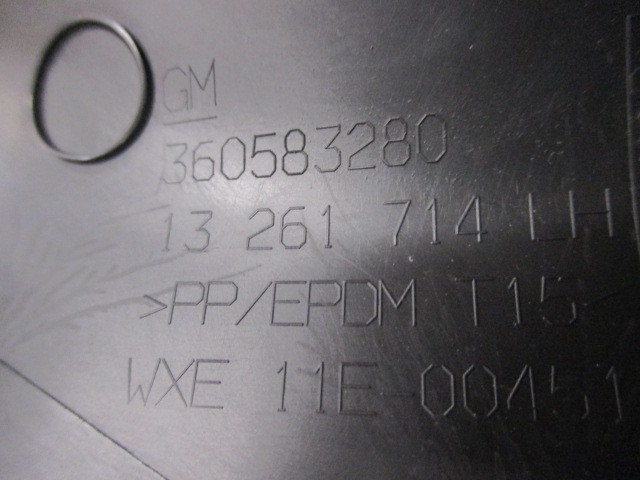 GM
360583280
13 261 714 LH
>PP/EPDM T15<
WXE 11E-00451